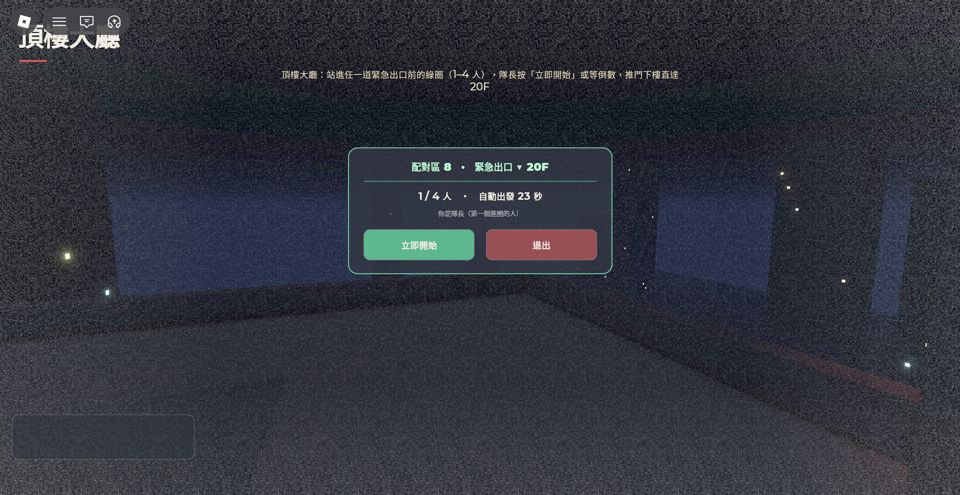 頂樓大廳
頂樓大廳：站進任一道緊急出口前的綠圈（1–4 人），隊長按「立即開始」或等倒數，推門下樓直達
20F
配對區 8 • 緊急出口 ▼ 20F
1 / 4 人 • 自動出發 23 秒
你是隊長（第一個進圈的人）
立即開始
退出